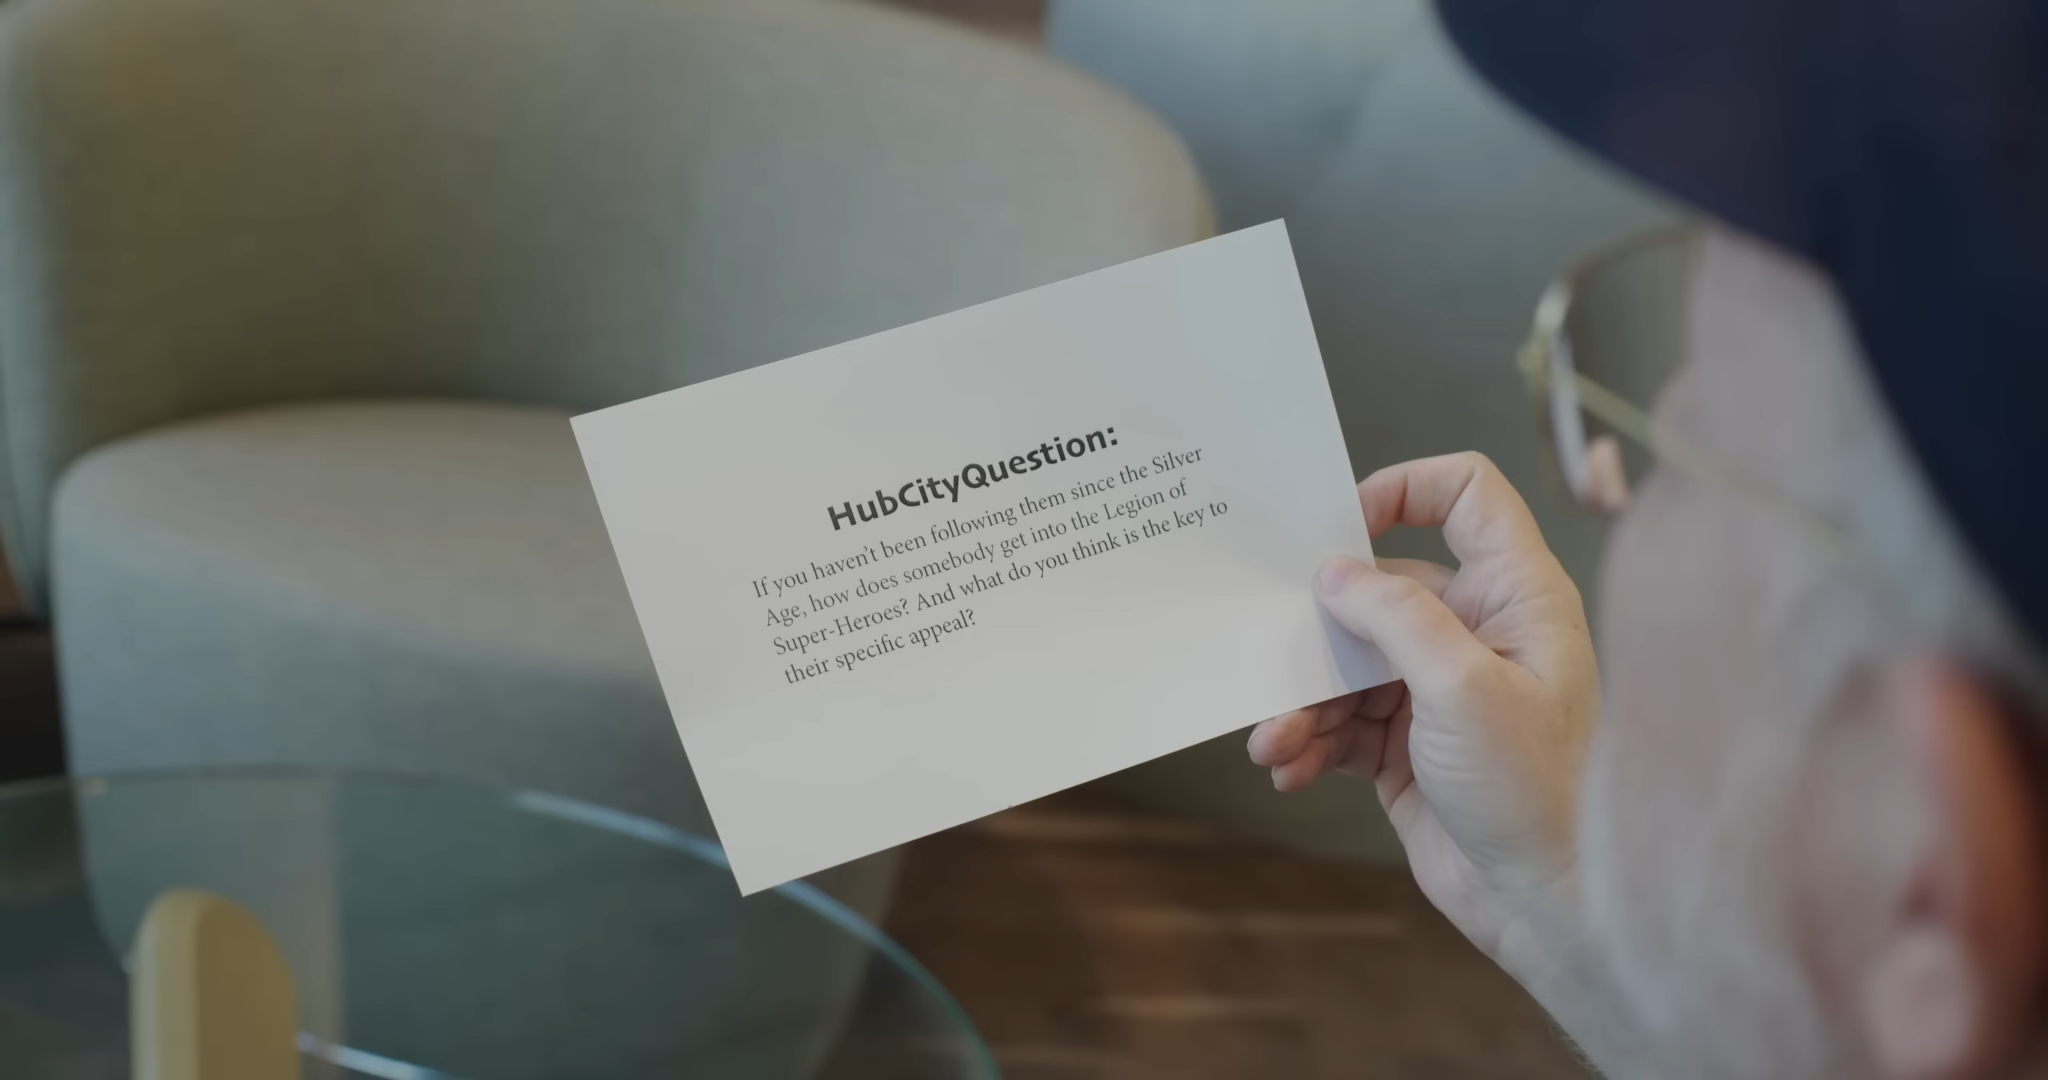 HubCityQuestion:
If you haven't been following them since the Silver
Age, how does somebody get into the Legion of
Super-Heroes? And what do you think is the key to
their specific appeal?